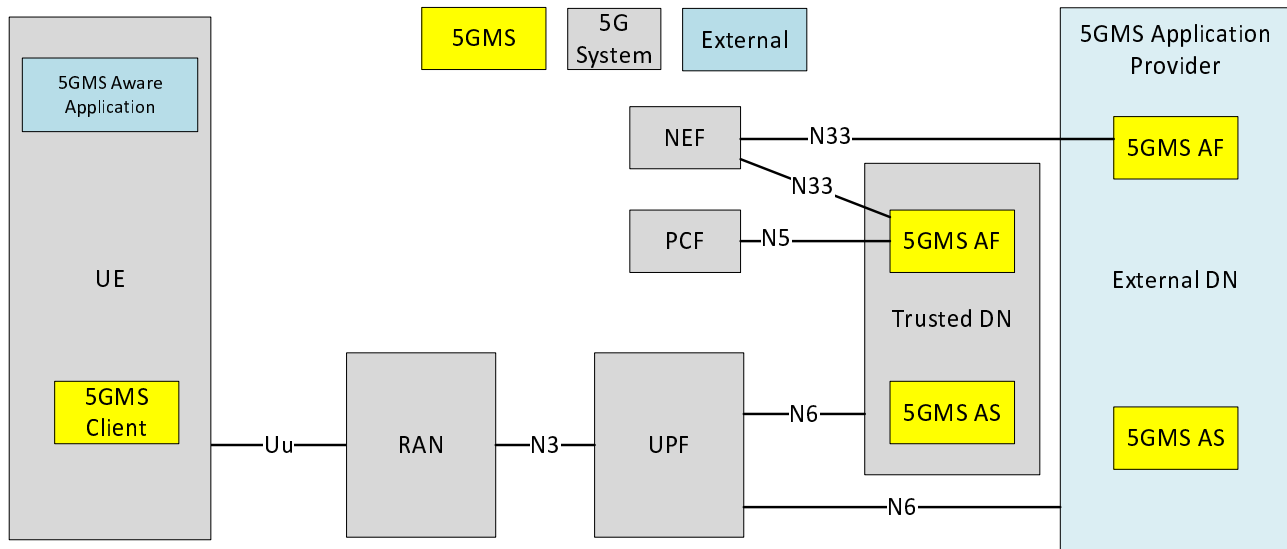 5GMS
5G
System
External
5GMS Application
Provider
5GMS Aware
Application
NEF
N33
5GMS AF
N33
PCF
N5
5GMS AF
UE
External DN
Trusted DN
5GMS
Client
5GMS AS
N6
5GMS AS
Uu
RAN
N3
UPF
N6